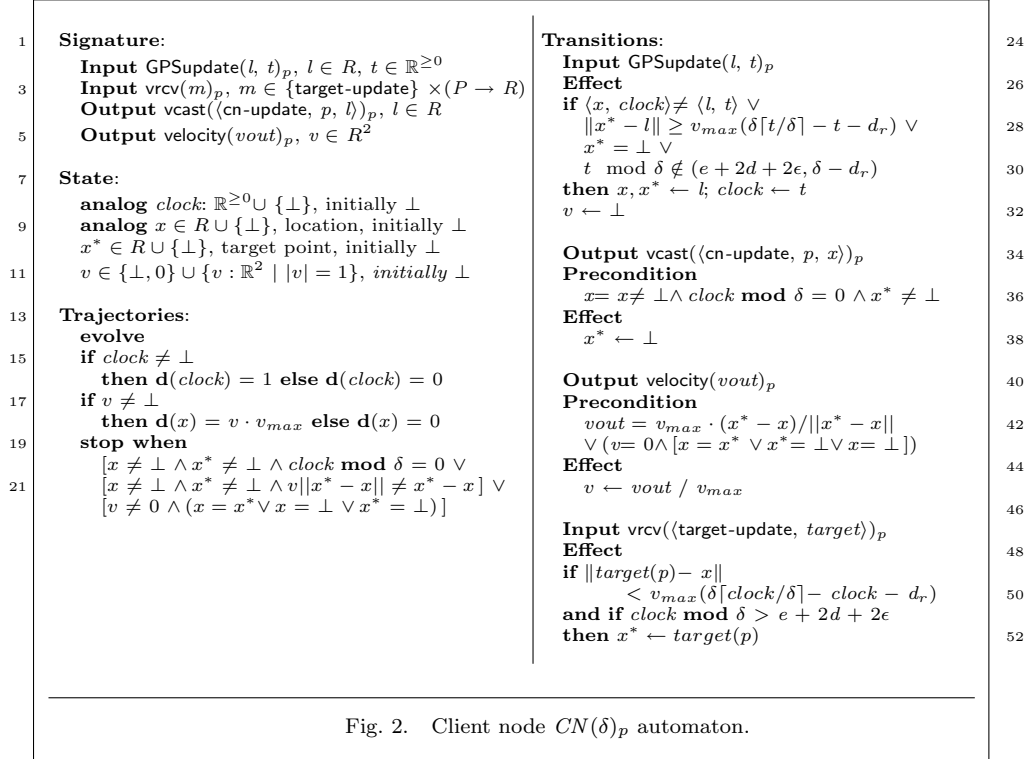 1 Signature:
Input GPSupdate(l, t)p, l ∈ R, t ∈ ℝ≥0
3 Input vrcv(m)p, m ∈ {target-update} ×(P → R)
Output vcast(⟨cn-update, p, l⟩)p, l ∈ R
5 Output velocity(vout)p, v ∈ R²
7 State:
analog clock: ℝ≥0∪ {⊥}, initially ⊥
9 analog x ∈ R ∪ {⊥}, location, initially ⊥
x* ∈ R ∪ {⊥}, target point, initially ⊥
11 v ∈ {⊥, 0} ∪ {v : ℝ² | |v| = 1}, initially ⊥
13 Trajectories:
evolve
15 if clock ≠ ⊥
then d(clock) = 1 else d(clock) = 0
17 if v ≠ ⊥
then d(x) = v · vmax else d(x) = 0
19 stop when
[x ≠ ⊥ ∧ x* ≠ ⊥ ∧ clock mod δ = 0 ∨
21 [x ≠ ⊥ ∧ x* ≠ ⊥ ∧ v||x* − x|| ≠ x* − x ] ∨
[v ≠ 0 ∧ (x = x*∨ x = ⊥ ∨ x* = ⊥) ]
Transitions: 24
Input GPSupdate(l, t)p
Effect 26
if ⟨x, clock⟩≠ ⟨l, t⟩ ∨
‖x* − l‖ ≥ vmax(δ⌈t/δ⌉ − t − dr) ∨ 28
x* = ⊥ ∨
t mod δ ∉ (e + 2d + 2ϵ, δ − dr) 30
then x, x* ← l; clock ← t
v ← ⊥ 32
Output vcast(⟨cn-update, p, x⟩)p 34
Precondition
x= x≠ ⊥∧ clock mod δ = 0 ∧ x* ≠ ⊥ 36
Effect
x* ← ⊥ 38
Output velocity(vout)p 40
Precondition
vout = vmax · (x* − x)/||x* − x|| 42
∨ (v= 0∧ [x = x* ∨ x*= ⊥∨ x= ⊥ ])
Effect 44
v ← vout / vmax
46
Input vrcv(⟨target-update, target⟩)p
Effect 48
if ‖target(p)− x‖
< vmax(δ⌈clock/δ⌉− clock − dr) 50
and if clock mod δ > e + 2d + 2ϵ
then x* ← target(p) 52
Fig. 2. Client node CN(δ)p automaton.